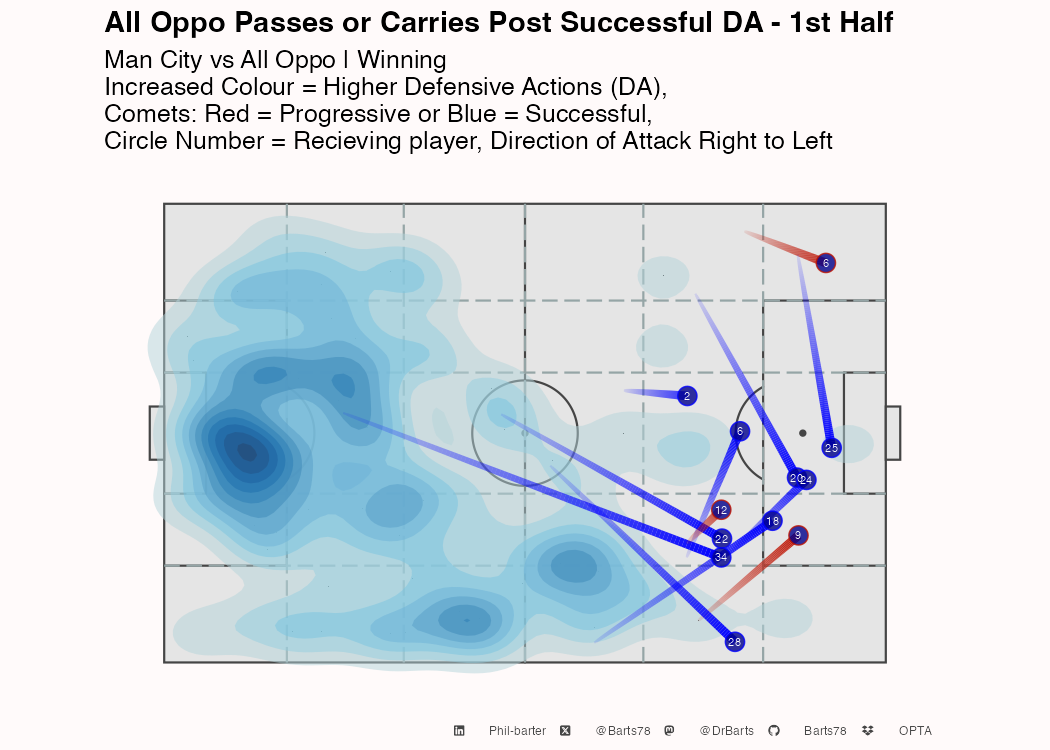 All Oppo Passes or Carries Post Successful DA - 1st Half
Man City vs All Oppo | Winning
Increased Colour = Higher Defensive Actions (DA),
Comets: Red = Progressive or Blue = Successful,
Circle Number = Recieving player, Direction of Attack Right to Left
6
2
6
25
20
24
12
18
22
9
34
28
Phil-barter @Barts78 @DrBarts Barts78 OPTA